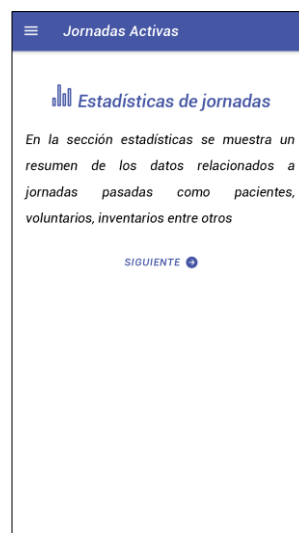 Jornadas Activas
Estadísticas de jornadas
En la sección estadísticas se muestra un
resumen de los datos relacionados a
jornadas pasadas como pacientes,
voluntarios, inventarios entre otros
SIGUIENTE